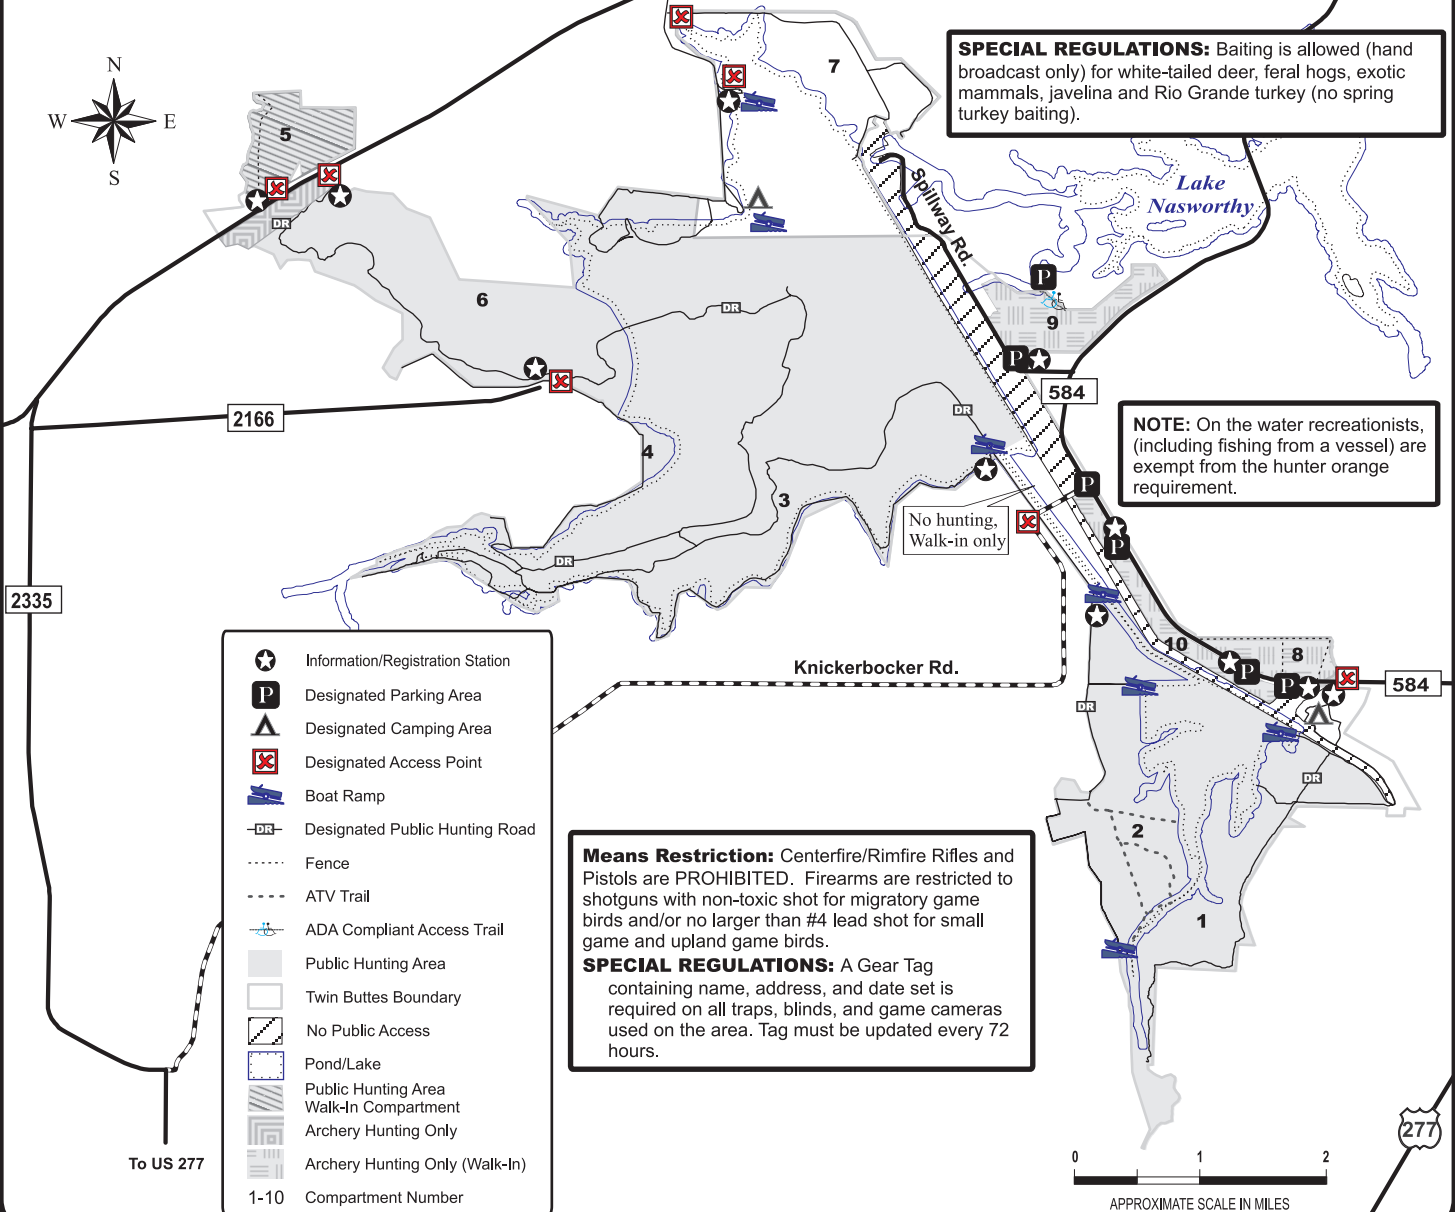 SPECIAL REGULATIONS: Baiting is allowed (hand
broadcast only) for white-tailed deer, feral hogs, exotic
mammals, javelina and Rio Grande turkey (no spring
turkey baiting).
N
W
E
S
7
5
DR
Spillway Rd.
Lake
Nasworthy
P
9
6
DR
P
584
2166
DR
NOTE: On the water recreationists,
(including fishing from a vessel) are
exempt from the hunter orange
requirement.
4
3
P
No hunting,
Walk-in only
P
DR
2335
10
8
P
P
584
Knickerbocker Rd.
DR
DR
2
1
Information/Registration Station
P
Designated Parking Area
Designated Camping Area
Designated Access Point
Boat Ramp
DR
Designated Public Hunting Road
Fence
ATV Trail
ADA Compliant Access Trail
Public Hunting Area
Twin Buttes Boundary
No Public Access
Pond/Lake
Public Hunting Area
Walk-In Compartment
Archery Hunting Only
Archery Hunting Only (Walk-In)
1-10 Compartment Number
Means Restriction: Centerfire/Rimfire Rifles and
Pistols are PROHIBITED. Firearms are restricted to
shotguns with non-toxic shot for migratory game
birds and/or no larger than #4 lead shot for small
game and upland game birds.
SPECIAL REGULATIONS: A Gear Tag
containing name, address, and date set is
required on all traps, blinds, and game cameras
used on the area. Tag must be updated every 72
hours.
To US 277
277
0 1 2
APPROXIMATE SCALE IN MILES